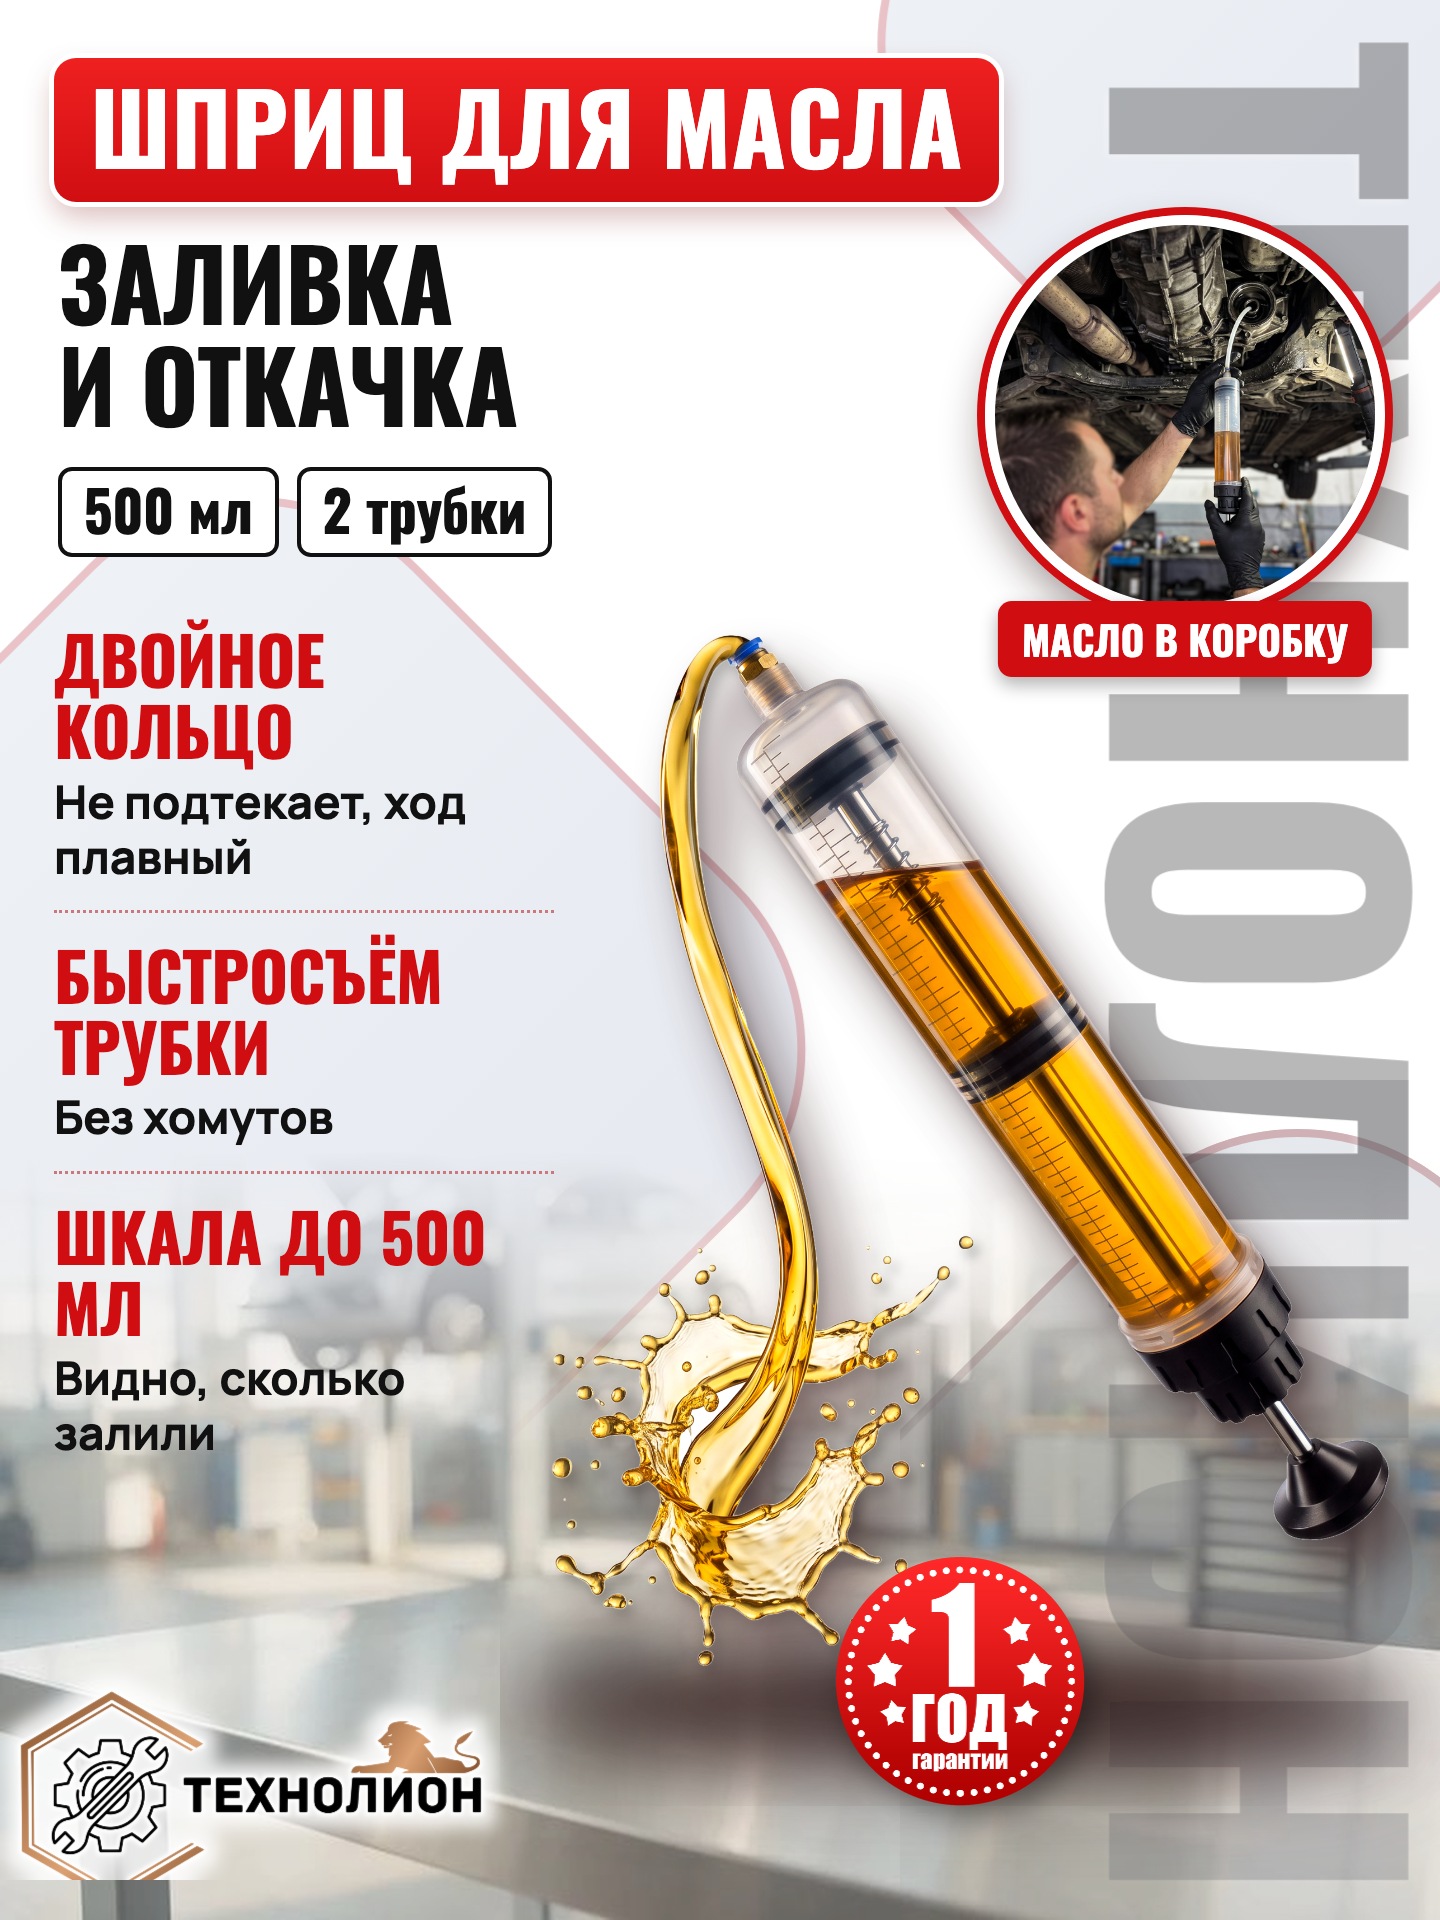 ШПРИЦ ДЛЯ МАСЛА
ЗАЛИВКА
И ОТКАЧКА
500 мл
2 трубки
МАСЛО В КОРОБКУ
ДВОЙНОЕ
КОЛЬЦО
Не подтекает, ход
плавный
БЫСТРОСЪЁМ
ТРУБКИ
Без хомутов
ШКАЛА ДО 500
МЛ
Видно, сколько
залили
1
ГОД
гарантии
ТЕХНОЛИОН